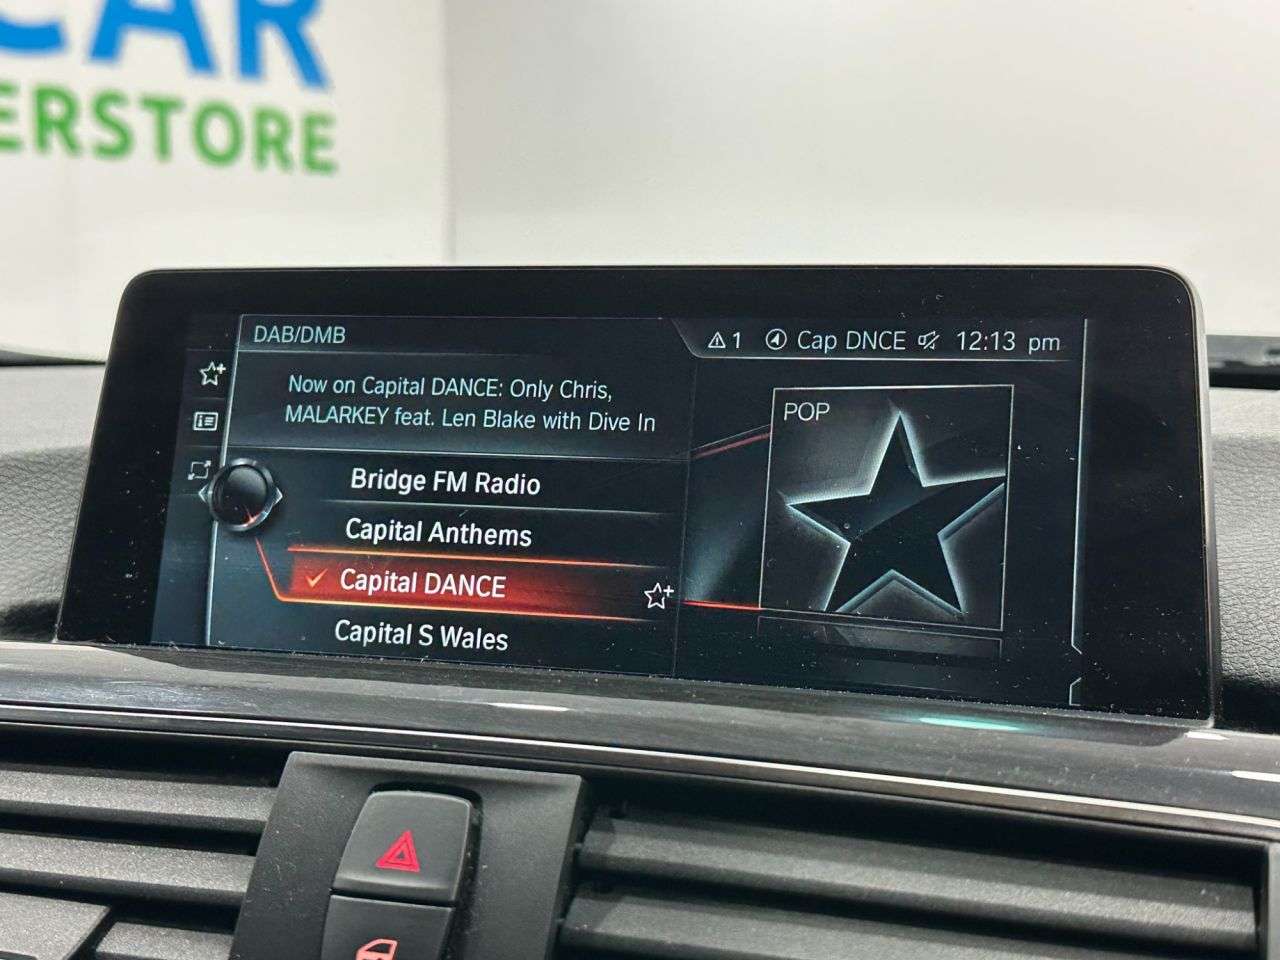 CAR
ERSTORE
DAB/DMB
1 Cap DNCE 12:13 pm
Now on Capital DANCE: Only Chris,
MALARKEY feat. Len Blake with Dive In
POP
Bridge FM Radio
Capital Anthems
Capital DANCE
Capital S Wales